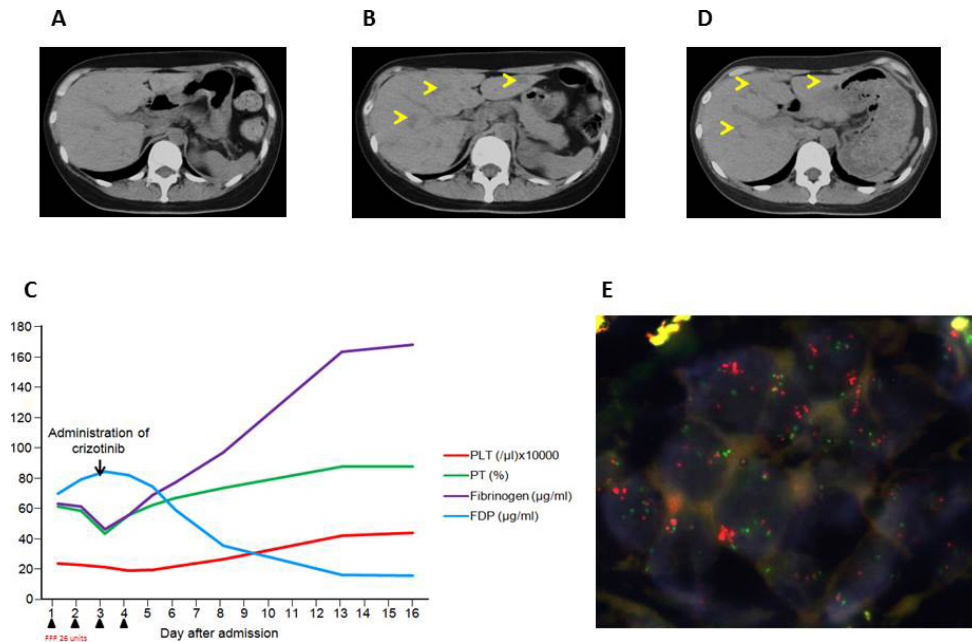 A
B
D
C
E
180
160
140
120
100
80
60
40
20
0
Administration of
crizotinib
PLT (/µl)x10000
PT (%)
Fibrinogen (µg/ml)
FDP (µg/ml)
1 2 3 4 5 6 7 8 9 10 11 12 13 14 15 16
FFP 26 units
Day after admission